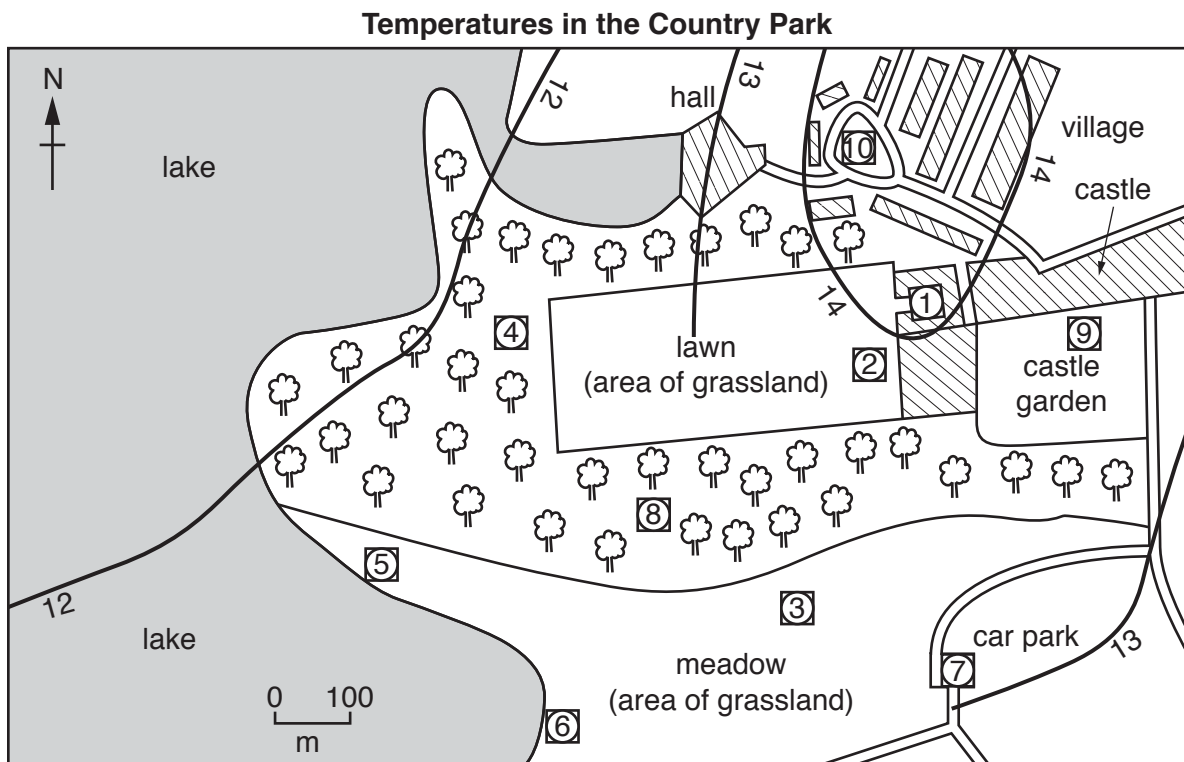 Temperatures in the Country Park
N
12
13
hall
10
village
lake
14
castle
14
1
4
lawn
(area of grassland)
2
9
castle
garden
8
5
12
3
lake
car park
13
meadow
(area of grassland)
7
0 100
m
6